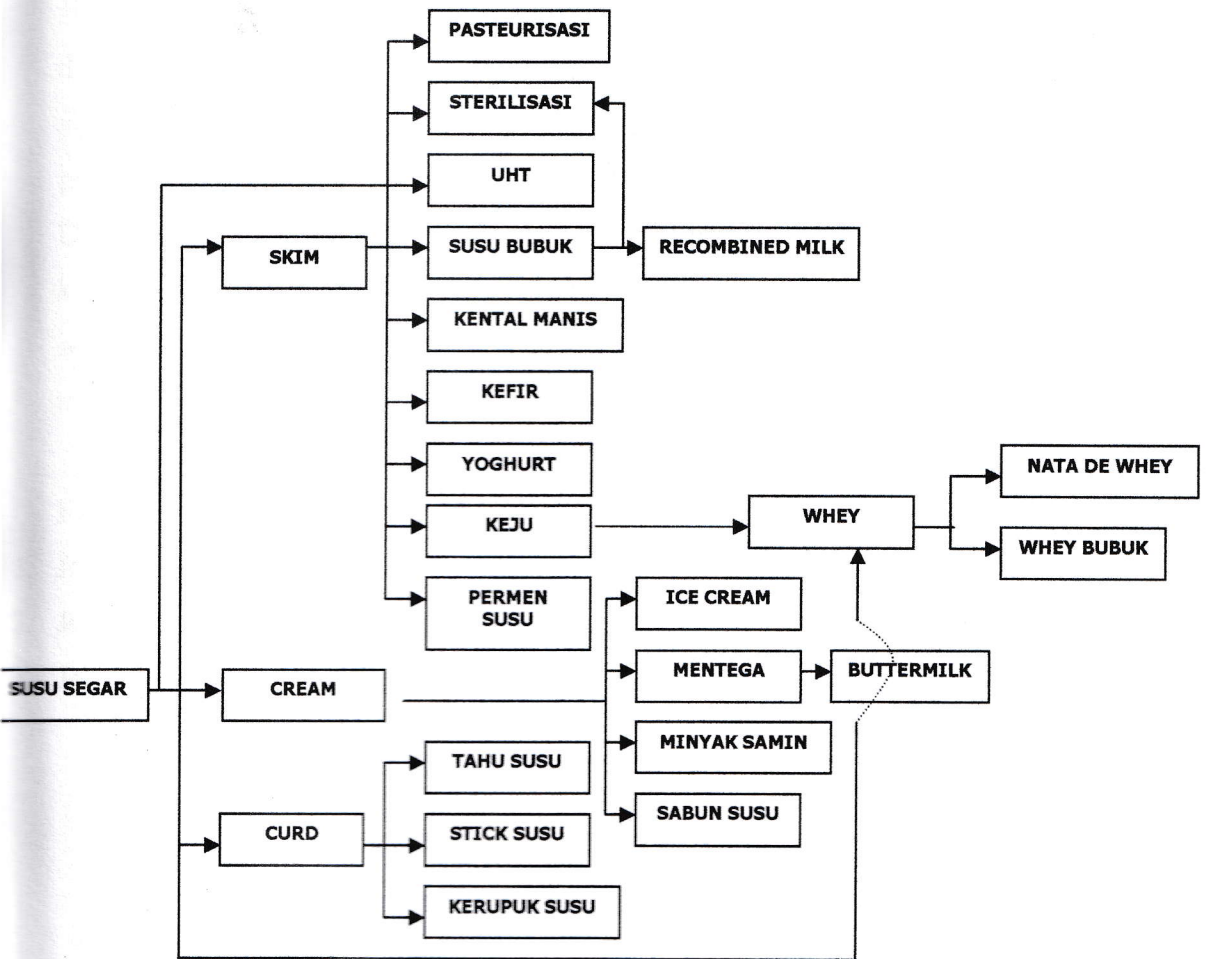 PASTEURISASI
STERILISASI
UHT
SKIM
SUSU BUBUK
RECOMBINED MILK
KENTAL MANIS
KEFIR
YOGHURT
KEJU
WHEY
NATA DE WHEY
WHEY BUBUK
PERMEN
SUSU
ICE CREAM
SUSU SEGAR
CREAM
MENTEGA
BUTTERMILK
MINYAK SAMIN
TAHU SUSU
SABUN SUSU
CURD
STICK SUSU
KERUPUK SUSU